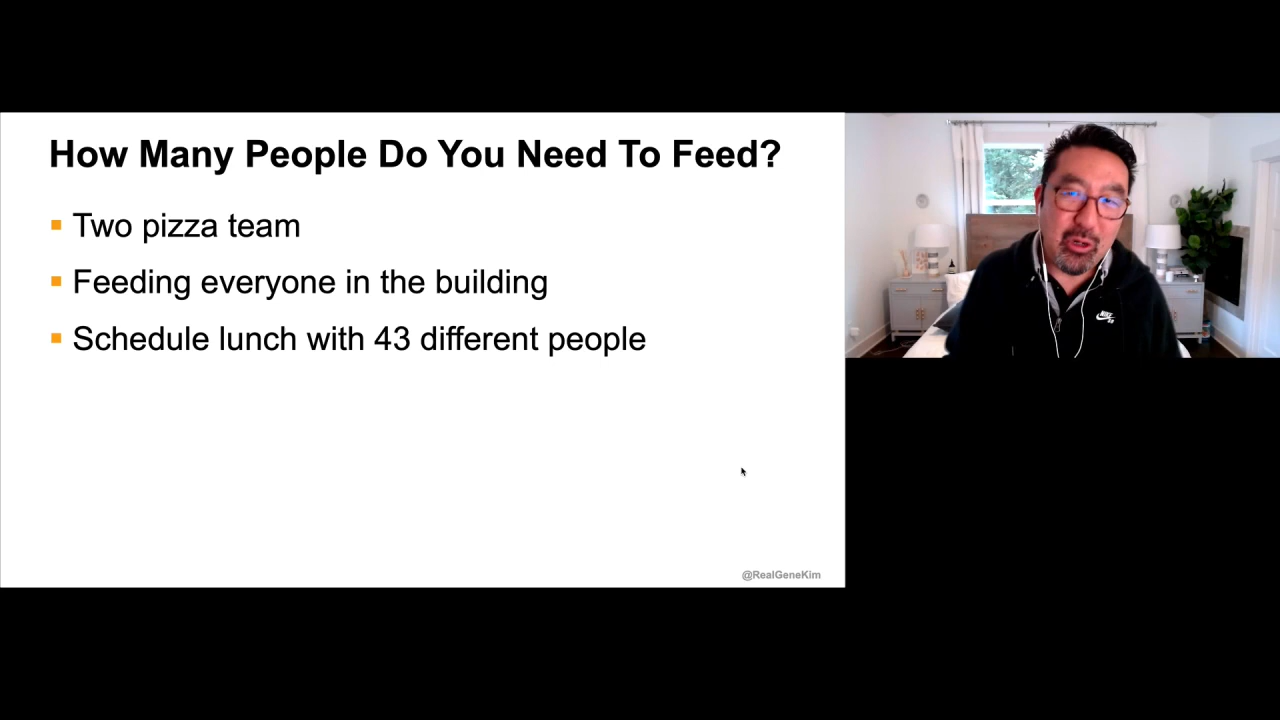 How Many People Do You Need To Feed?
Two pizza team
Feeding everyone in the building
Schedule lunch with 43 different people
@RealGeneKim